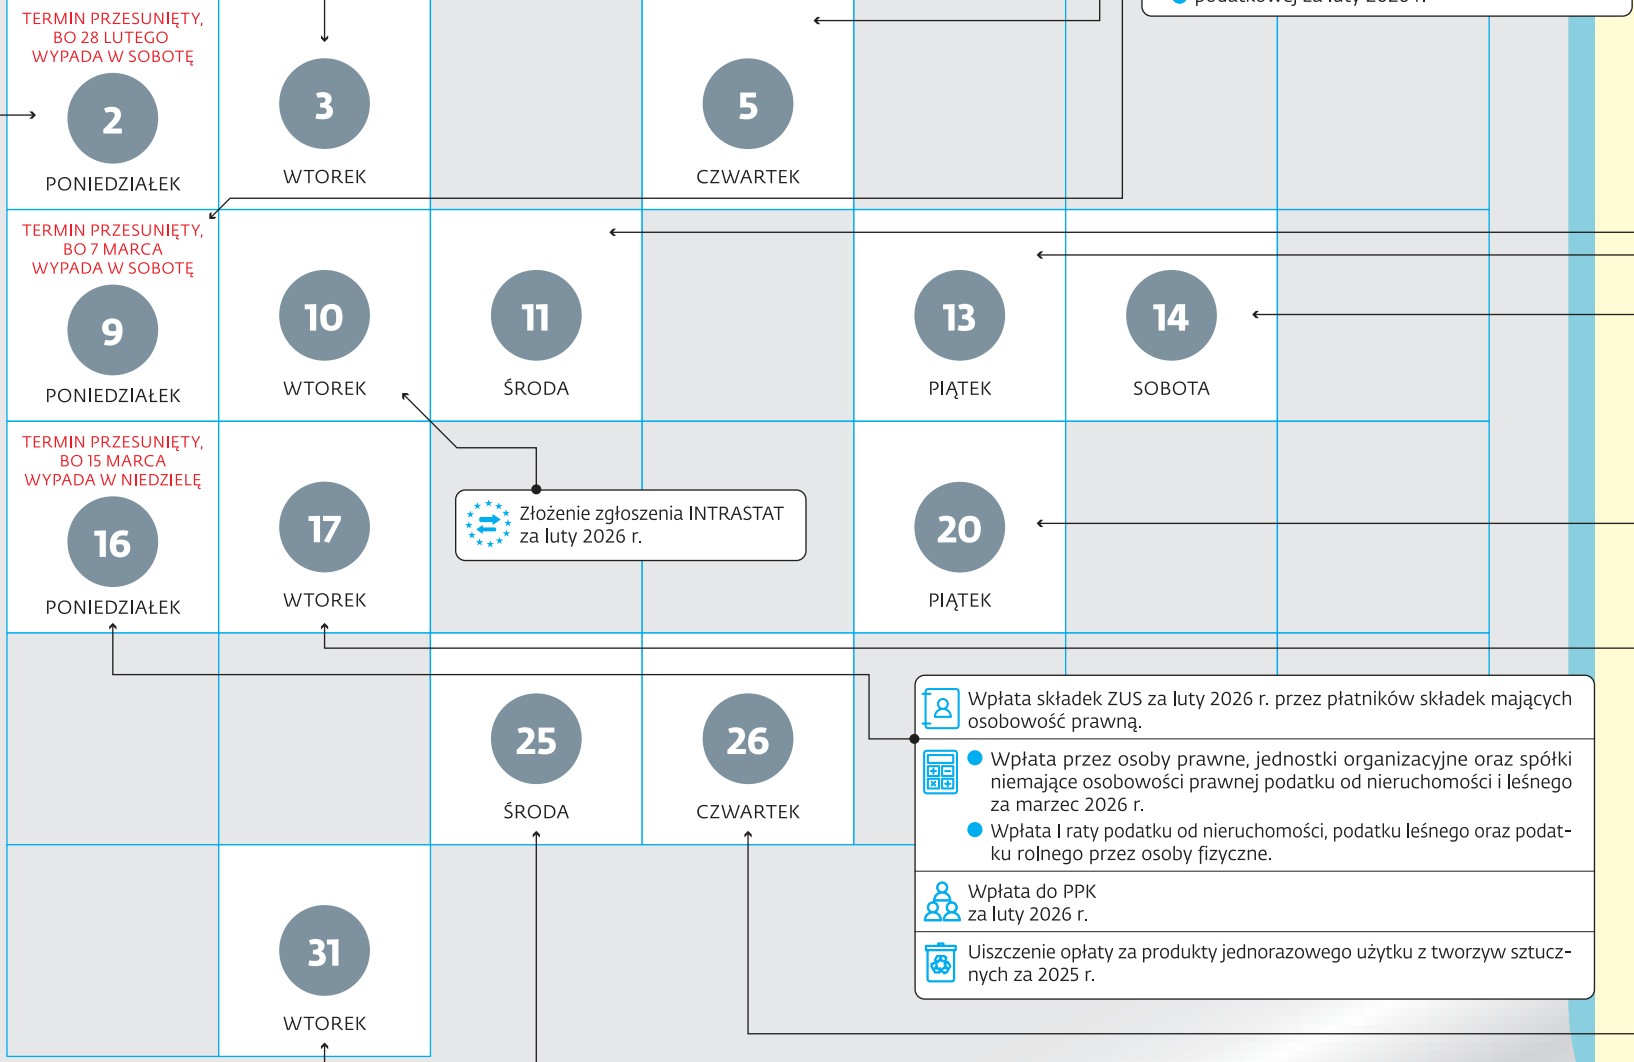 podatkowej za luty 2026 r.
TERMIN PRZESUNIĘTY,
BO 28 LUTEGO
WYPADA W SOBOTĘ
2
PONIEDZIAŁEK
3
WTOREK
5
CZWARTEK
TERMIN PRZESUNIĘTY,
BO 7 MARCA
WYPADA W SOBOTĘ
9
PONIEDZIAŁEK
10
WTOREK
11
ŚRODA
13
PIĄTEK
14
SOBOTA
TERMIN PRZESUNIĘTY,
BO 15 MARCA
WYPADA W NIEDZIELĘ
16
PONIEDZIAŁEK
17
WTOREK
Złożenie zgłoszenia INTRASTAT
za luty 2026 r.
20
PIĄTEK
25
ŚRODA
26
CZWARTEK
Wpłata składek ZUS za luty 2026 r. przez płatników składek mających
osobowość prawną.
Wpłata przez osoby prawne, jednostki organizacyjne oraz spółki
niemające osobowości prawnej podatku od nieruchomości i leśnego
za marzec 2026 r.
Wpłata I raty podatku od nieruchomości, podatku leśnego oraz podat-
ku rolnego przez osoby fizyczne.
Wpłata do PPK
za luty 2026 r.
Uiszczenie opłaty za produkty jednorazowego użytku z tworzyw sztucz-
nych za 2025 r.
31
WTOREK